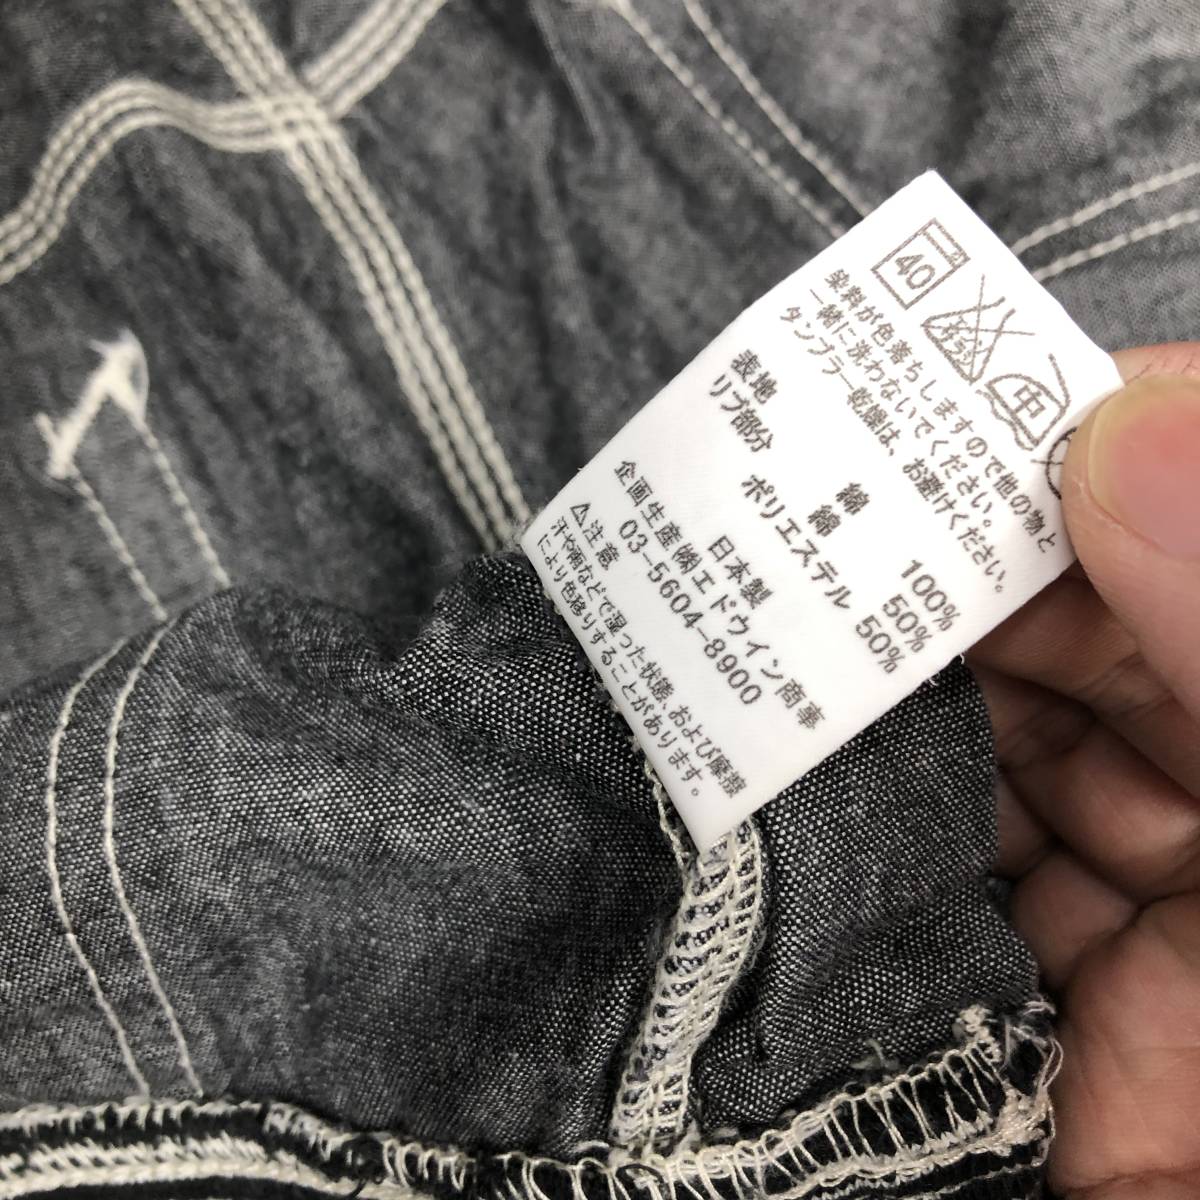 40
中
染料が色落ちしますので他の物と
一緒に洗わないでください。
タンブラー乾燥は、お避けください。
表地 綿 100%
リブ部分 綿 50%
ポリエステル 50%
日本製
企画生産 ㈱エドウイン商事
03-5604-8900
⚠注意
汗や雨などで湿った状態、および摩擦
により色移りすることがあります。